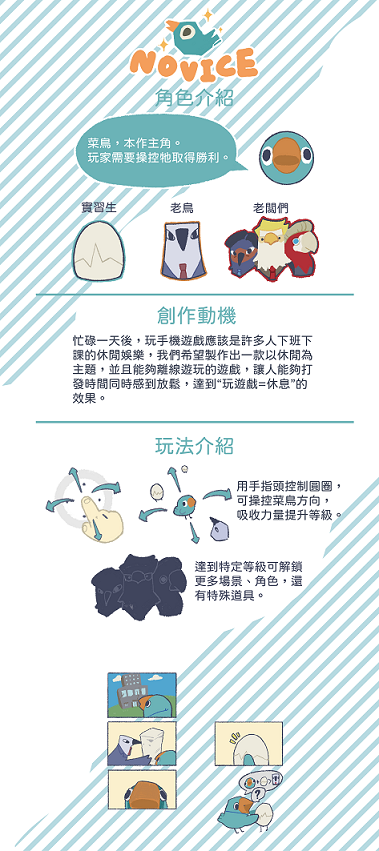 NOVICE
角色介紹
菜鳥，本作主角。
玩家需要操控牠取得勝利。
實習生
老鳥
老闆們
創作動機
忙碌一天後，玩手機遊戲應該是許多人下班下
課的休閒娛樂，我們希望製作出一款以休閒為
主題，並且能夠離線遊玩的遊戲，讓人能夠打
發時間同時感到放鬆，達到“玩遊戲=休息”的
效果。
玩法介紹
用手指頭控制圓圈，
可操控菜鳥方向，
吸收力量提升等級。
達到特定等級可解鎖
更多場景、角色，還
有特殊道具。
?